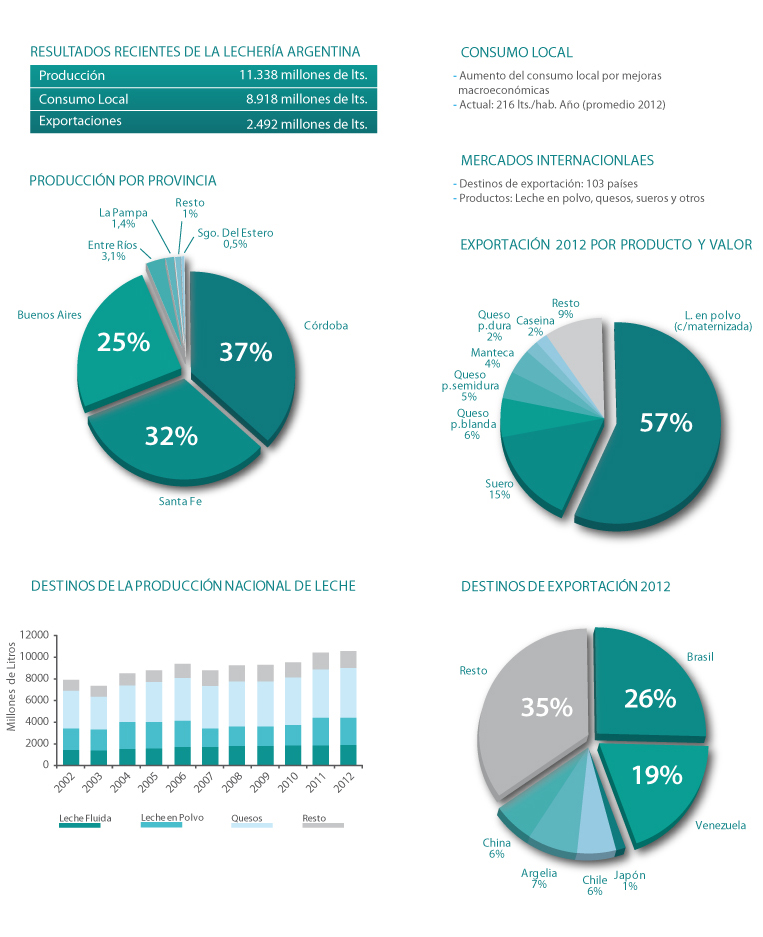 RESULTADOS RECIENTES DE LA LECHERÍA ARGENTINA
Producción 11.338 millones de lts.
Consumo Local 8.918 millones de lts.
Exportaciones 2.492 millones de lts.
CONSUMO LOCAL
- Aumento del consumo local por mejoras
macroeconómicas
- Actual: 216 lts./hab. Año (promedio 2012)
MERCADOS INTERNACIONLAES
- Destinos de exportación: 103 países
- Productos: Leche en polvo, quesos, sueros y otros
PRODUCCIÓN POR PROVINCIA
Resto
1%
La Pampa
1,4%
Sgo. Del Estero
0,5%
Entre Ríos
3,1%
Buenos Aires
25%
Córdoba
37%
32%
Santa Fe
EXPORTACIÓN 2012 POR PRODUCTO Y VALOR
Resto
9%
Caseina
2%
Queso
p.dura
2%
Manteca
4%
Queso
p.semidura
5%
Queso
p.blanda
6%
Suero
15%
L. en polvo
(c/maternizada)
57%
DESTINOS DE LA PRODUCCIÓN NACIONAL DE LECHE
Millones de Litros
12000
10000
8000
6000
4000
2000
0
2002 2003 2004 2005 2006 2007 2008 2009 2010 2011 2012
Leche Fluida Leche en Polvo Quesos Resto
DESTINOS DE EXPORTACIÓN 2012
Resto
35%
Brasil
26%
19%
Venezuela
China
6%
Argelia
7%
Chile
6%
Japón
1%